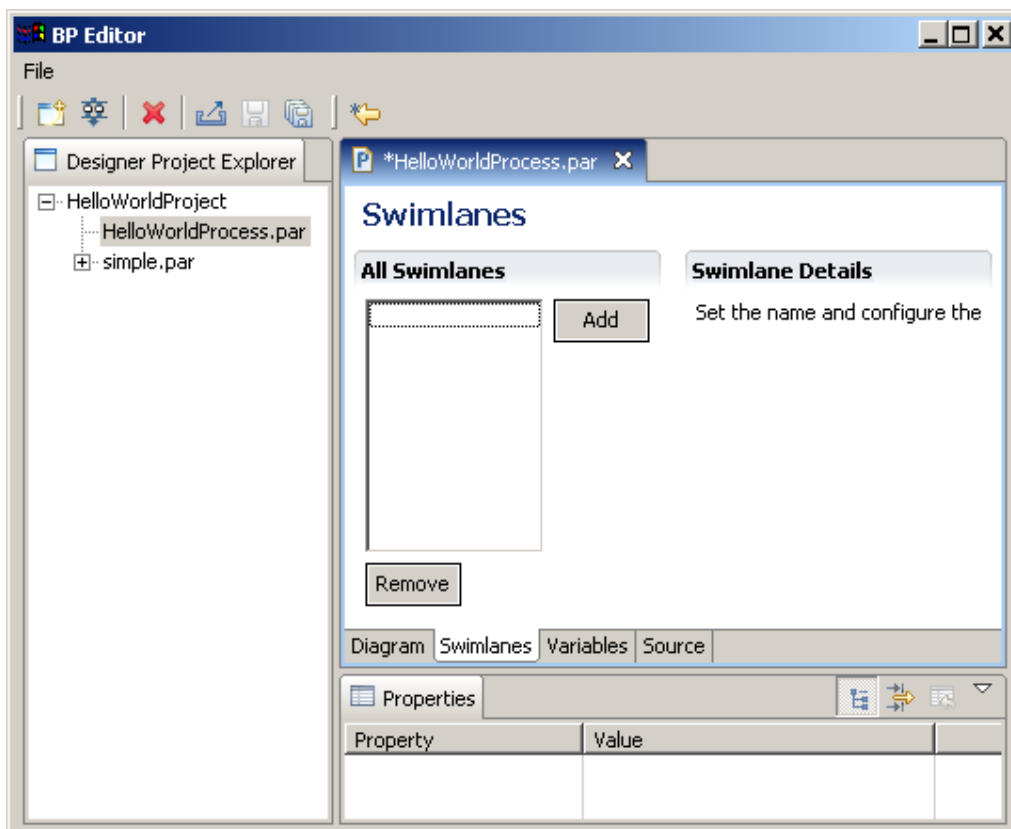 BP Editor
File
Designer Project Explorer
HelloWorldProject
HelloWorldProcess.par
simple.par
*HelloWorldProcess.par
Swimlanes
All Swimlanes
Add
Remove
Swimlane Details
Set the name and configure the
Diagram Swimlanes Variables Source
Properties
Property Value